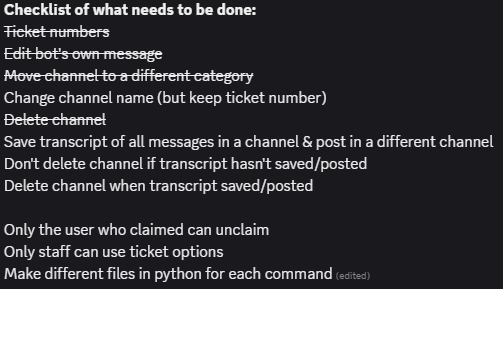 Checklist of what needs to be done:
Ticket numbers
Edit bot's own message
Move channel to a different category
Change channel name (but keep ticket number)
Delete channel
Save transcript of all messages in a channel & post in a different channel
Don't delete channel if transcript hasn't saved/posted
Delete channel when transcript saved/posted
Only the user who claimed can unclaim
Only staff can use ticket options
Make different files in python for each command (edited)